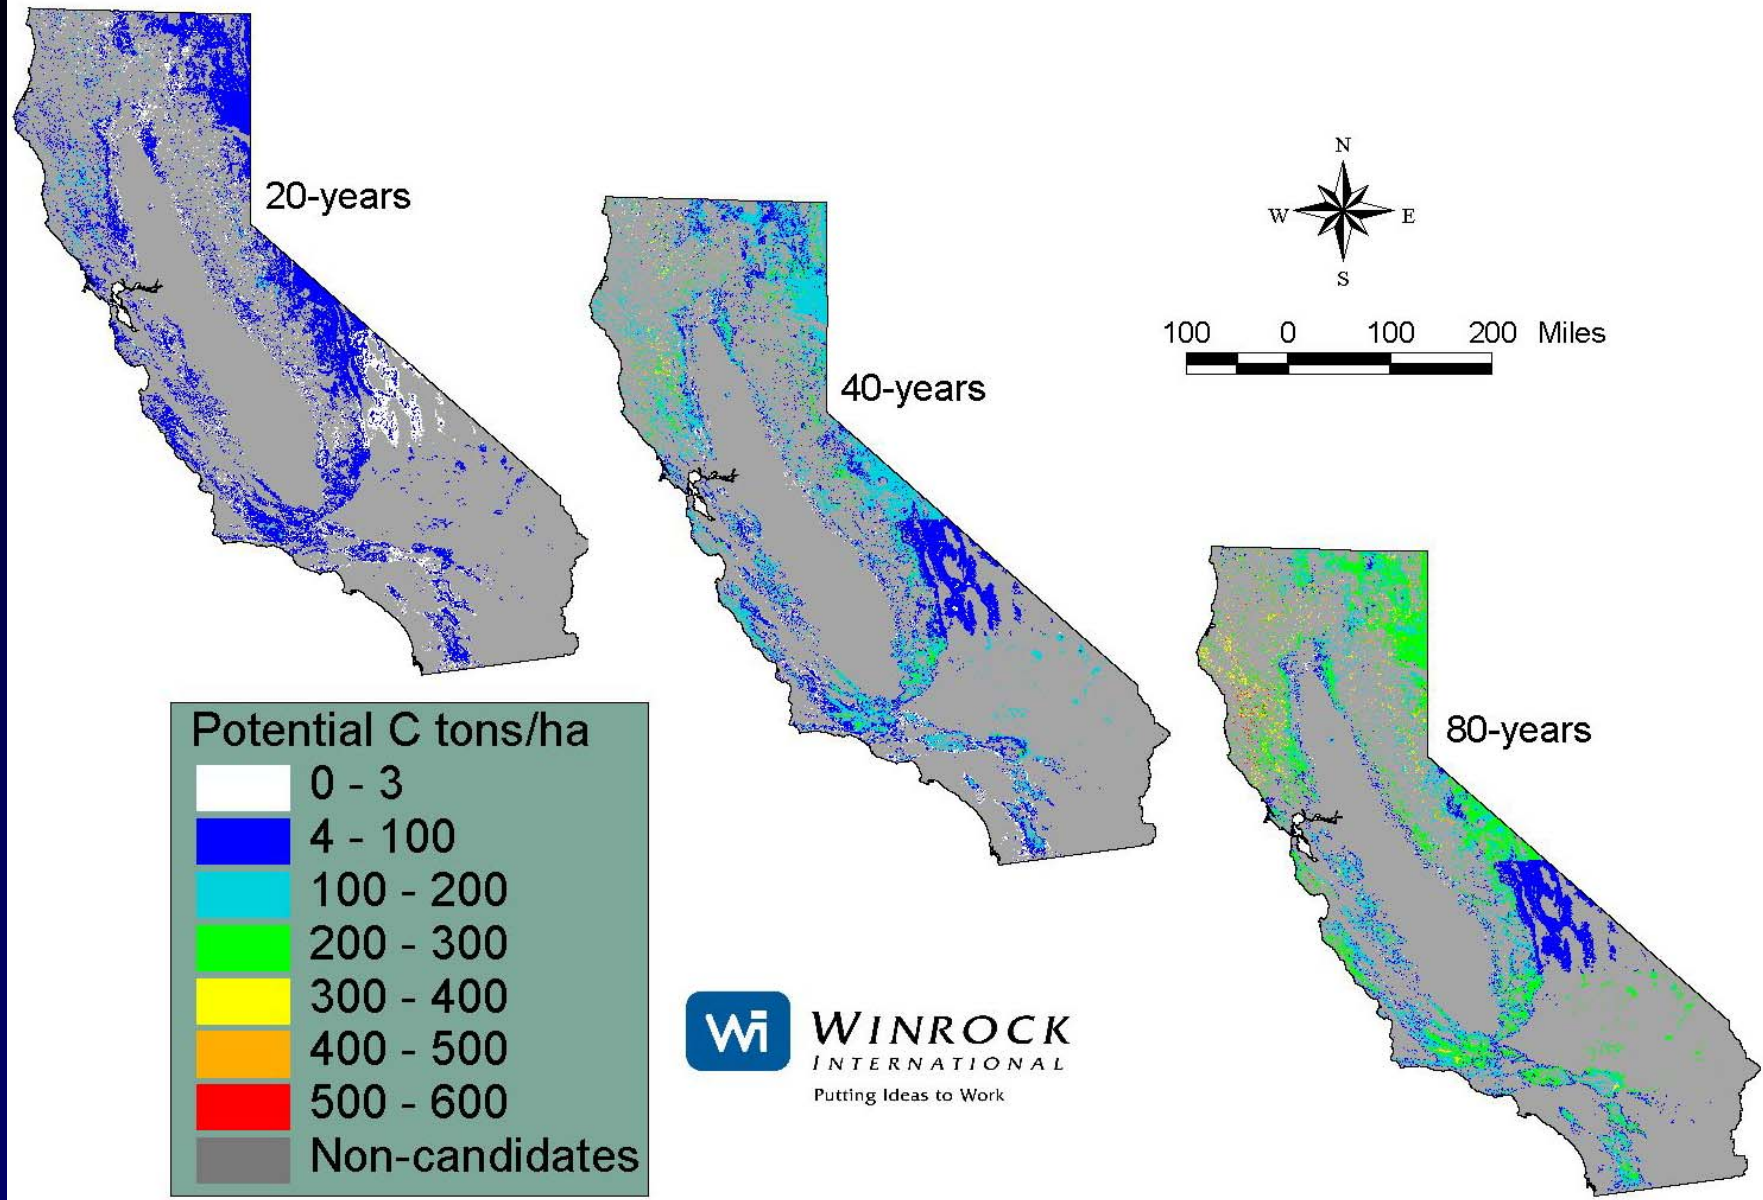 20-years
40-years
80-years
N
W
E
S
100 0 100 200 Miles
Potential C tons/ha
0 - 3
4 - 100
100 - 200
200 - 300
300 - 400
400 - 500
500 - 600
Non-candidates
Wi
WINROCK
INTERNATIONAL
Putting Ideas to Work